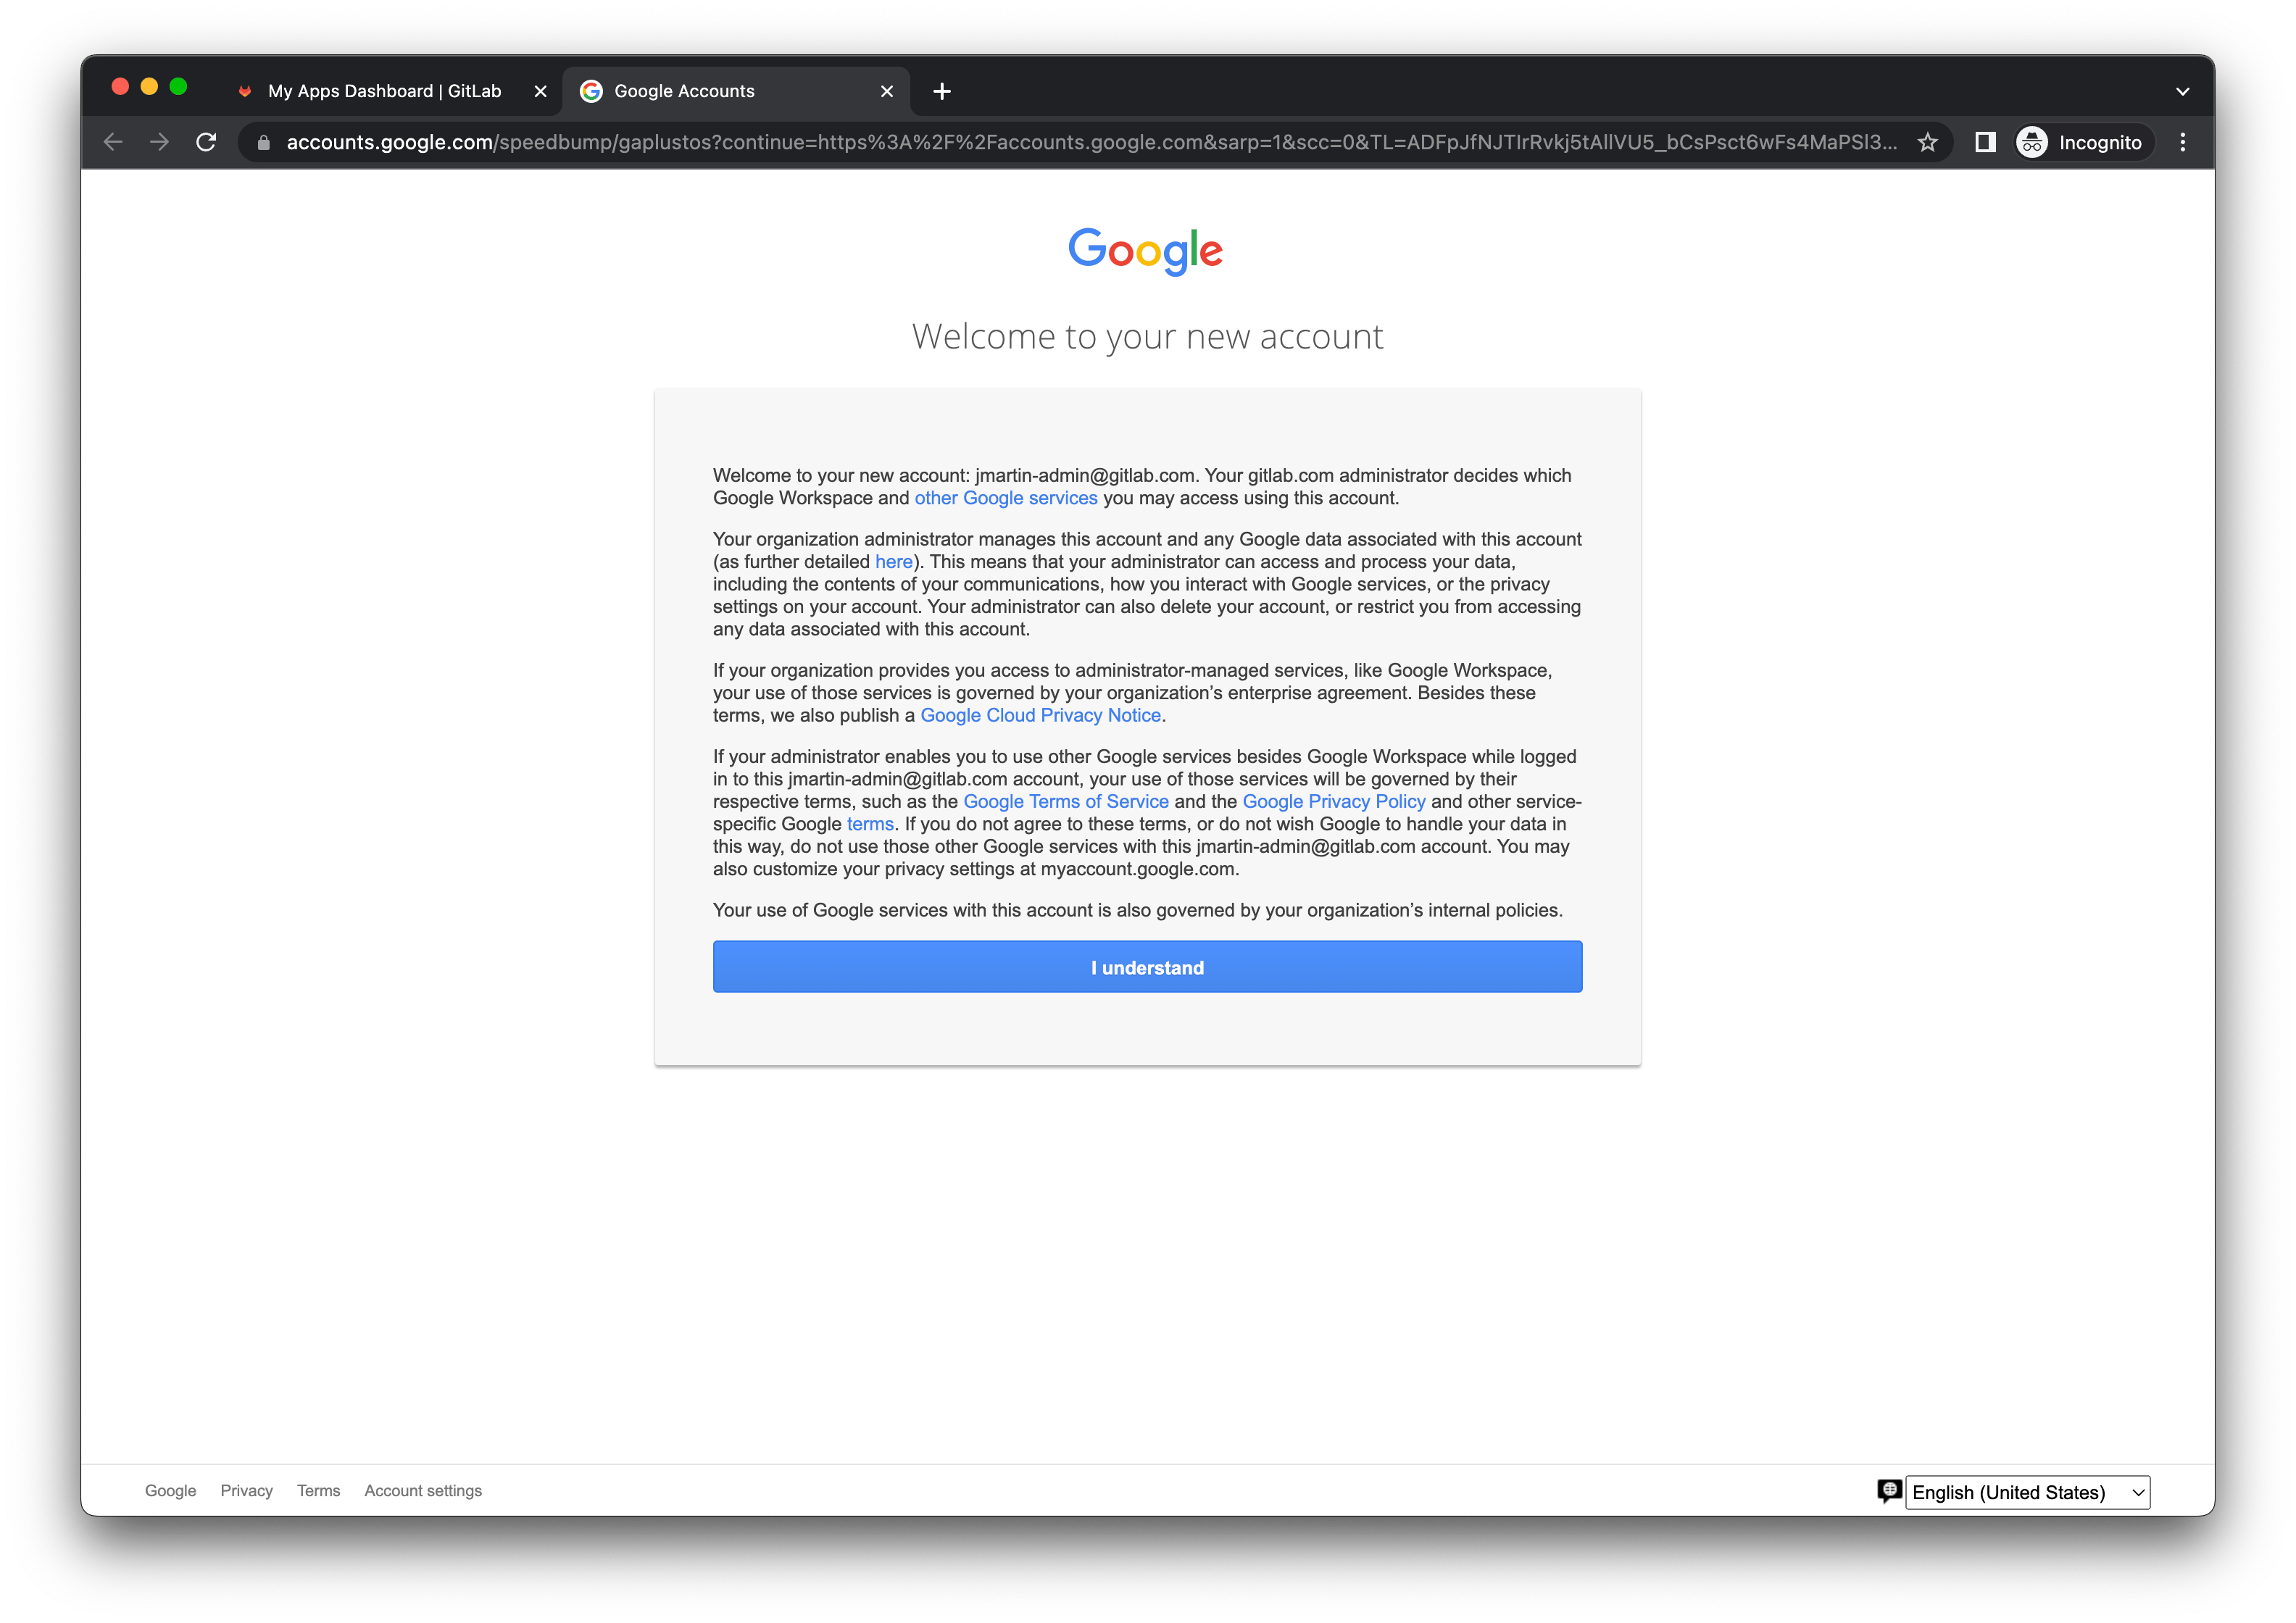 My Apps Dashboard | GitLab
Google Accounts
accounts.google.com/speedbump/gaplustos?continue=https%3A%2F%2Faccounts.google.com&sarp=1&scc=0&TL=ADFpJfNJTIrRvkj5tAllVU5_bCsPsct6wFs4MaPSl3...
Incognito
Google
Welcome to your new account
Welcome to your new account: jmartin-admin@gitlab.com. Your gitlab.com administrator decides which
Google Workspace and other Google services you may access using this account.
Your organization administrator manages this account and any Google data associated with this account
(as further detailed here). This means that your administrator can access and process your data,
including the contents of your communications, how you interact with Google services, or the privacy
settings on your account. Your administrator can also delete your account, or restrict you from accessing
any data associated with this account.
If your organization provides you access to administrator-managed services, like Google Workspace,
your use of those services is governed by your organization’s enterprise agreement. Besides these
terms, we also publish a Google Cloud Privacy Notice.
If your administrator enables you to use other Google services besides Google Workspace while logged
in to this jmartin-admin@gitlab.com account, your use of those services will be governed by their
respective terms, such as the Google Terms of Service and the Google Privacy Policy and other service-
specific Google terms. If you do not agree to these terms, or do not wish Google to handle your data in
this way, do not use those other Google services with this jmartin-admin@gitlab.com account. You may
also customize your privacy settings at myaccount.google.com.
Your use of Google services with this account is also governed by your organization’s internal policies.
I understand
Google Privacy Terms Account settings
English (United States)